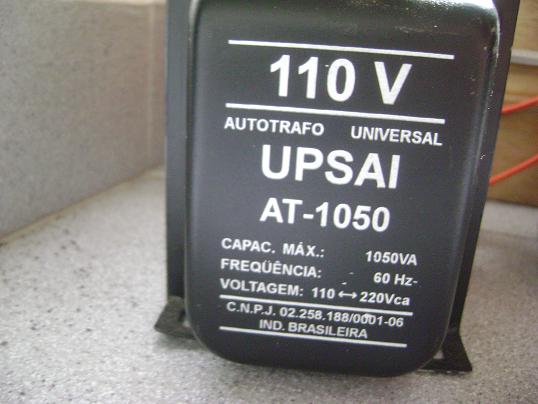 110 V
AUTOTRAFO UNIVERSAL
UPSAI
AT-1050
CAPAC. MÁX.: 1050VA
FREQÜÊNCIA: 60 Hz
VOLTAGEM: 110 ↔ 220Vca
C.N.P.J. 02.258.188/0001-06
IND. BRASILEIRA